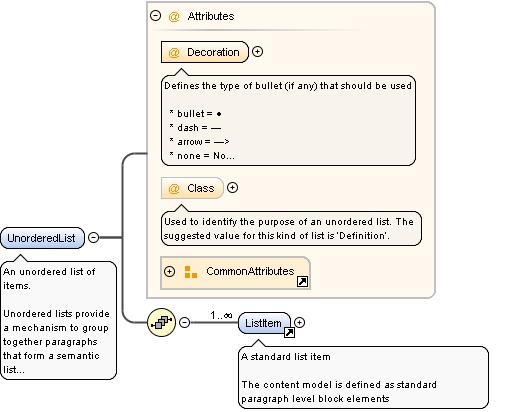 Attributes
@ Decoration
Defines the type of bullet (if any) that should be used
* bullet = •
* dash = —
* arrow = —>
* none = No...
@ Class
Used to identify the purpose of an unordered list. The
suggested value for this kind of list is 'Definition'.
CommonAttributes
UnorderedList
An unordered list of
items.
Unordered lists provide
a mechanism to group
together paragraphs
that form a semantic
list...
1..∞
ListItem
A standard list item
The content model is defined as standard
paragraph level block elements